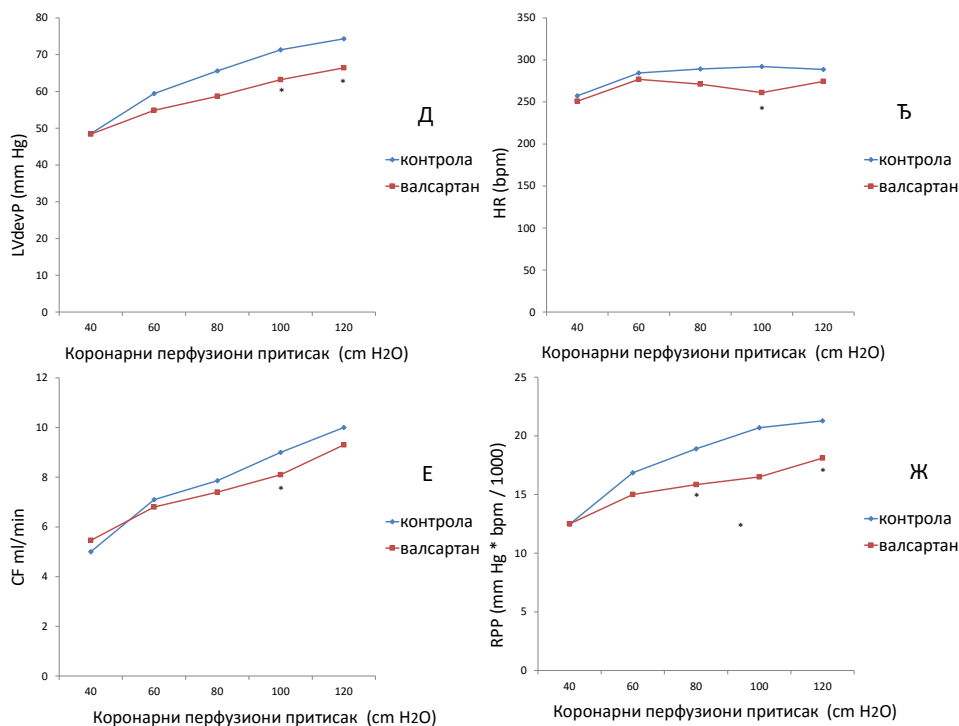 80
70
60
50
40
30
20
10
0
LVdevP (mm Hg)
*
*
Д
контрола
валсартан
40 60 80 100 120
Коронарни перфузиони притисак (cm H2O)
350
300
250
200
150
100
50
0
HR (bpm)
*
Ђ
контрола
валсартан
40 60 80 100 120
Коронарни перфузиони притисак (cm H2O)
12
10
8
6
4
2
0
CF ml/min
*
Е
контрола
валсартан
40 60 80 100 120
Коронарни перфузиони притисак (cm H2O)
25
20
15
10
5
0
RPP (mm Hg * bpm / 1000)
*
*
*
Ж
контрола
валсартан
40 60 80 100 120
Коронарни перфузиони притисак (cm H2O)